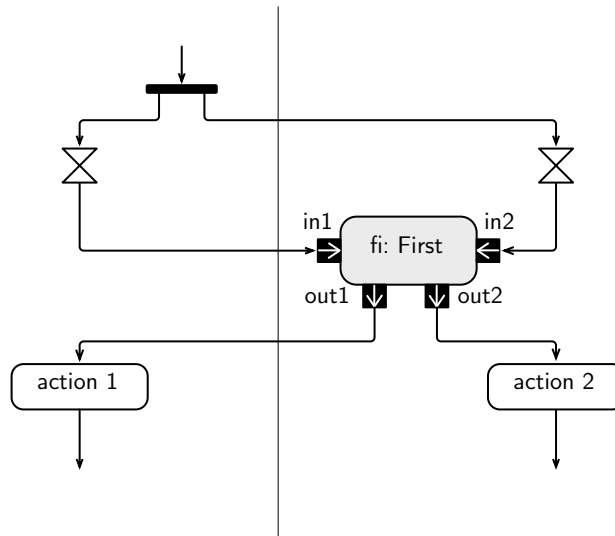 in1
in2
fi: First
out1
out2
action 1
action 2